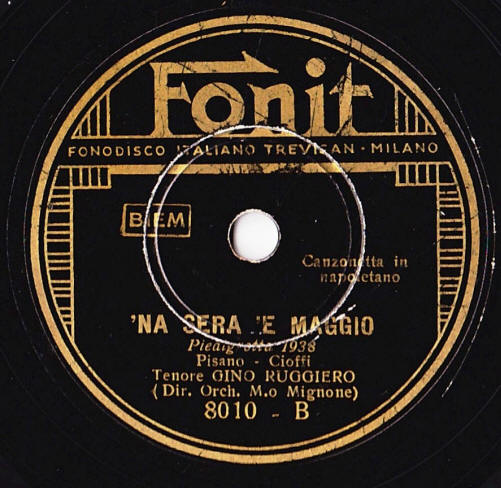 Fonit
FONODISCO ITALIANO TREVISAN - MILANO
BIEM
Canzonetta in
napoletano
'NA SERA 'E MAGGIO
Piedigrotta 1938
Pisano - Cioffi
Tenore GINO RUGGIERO
(Dir. Orch. M.o Mignone)
8010 - B